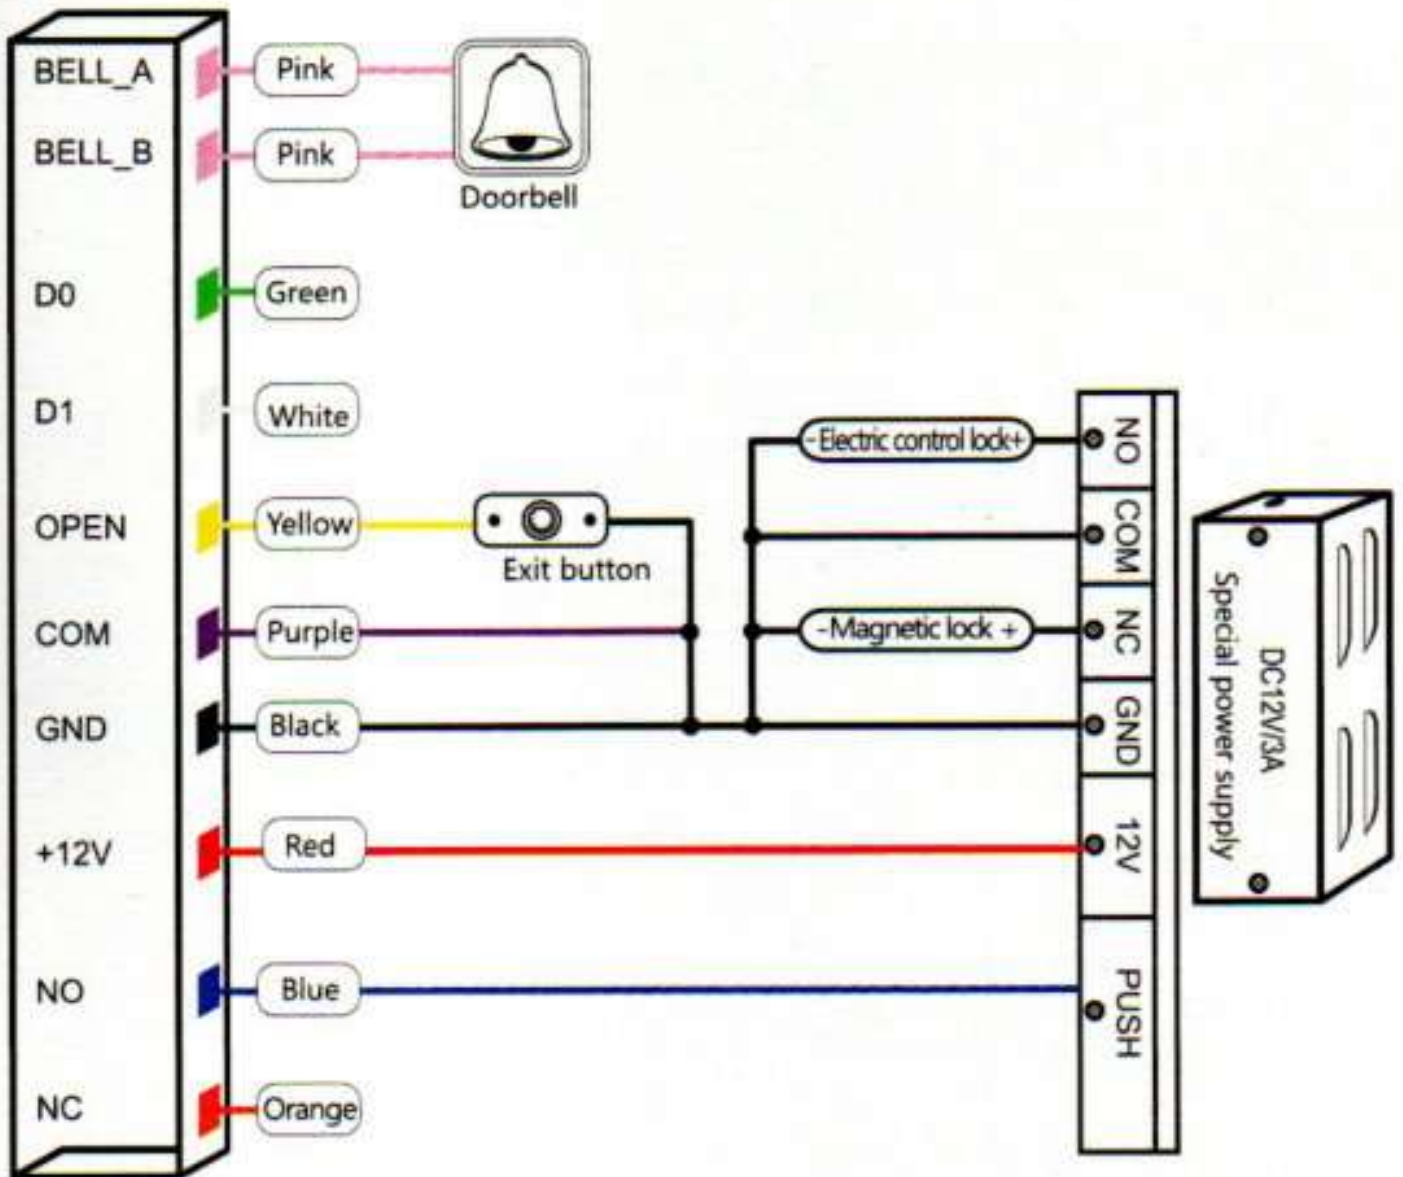 BELL_A
Pink
BELL_B
Pink
Doorbell
D0
Green
D1
White
OPEN
Yellow
Exit button
COM
Purple
GND
Black
+12V
Red
NO
Blue
NC
Orange
-Electric control lock+
-Magnetic lock +
NO
COM
NC
GND
12V
PUSH
DC12V/3A
Special power supply